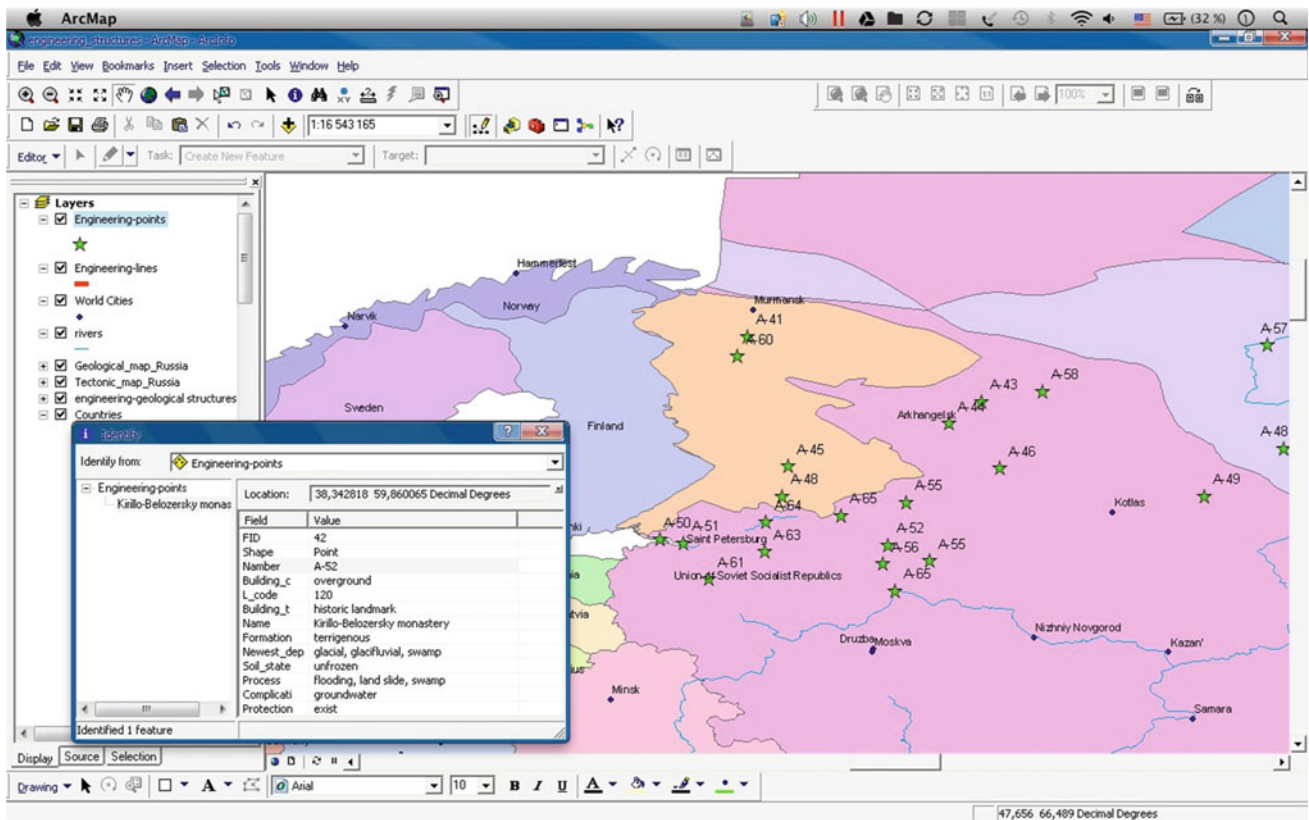 ArcMap
(32 %)
engineering_structures - ArcMap - ArcInfo
File Edit View Bookmarks Insert Selection Tools Window Help
100%
1:16 543 165
Editor Task: Create New Feature Target:
Layers
Engineering-points
Engineering-lines
World Cities
rivers
Geological_map_Russia
Tectonic_map_Russia
engineering-geological structures
Countries
Hammerfest
Norway
Narvik
Murmansk
A-41
A-60
A-57
Sweden
Finland
A-43
A-58
Arkhangelsk
A-44
A-48
A-45
A-46
A-48
A-49
A-64
A-65
A-55
Kotlas
A-50
A-51
Saint Petersburg
A-63
A-52
A-56
A-55
A-61
Union of Soviet Socialist Republics
A-65
Druzba
Moskva
Nizhniy Novgorod
Kazan'
Minsk
Samara
Identify
Identify from: Engineering-points
Engineering-points
Kirillo-Belozersky monas
Location: 38,342818 59,860065 Decimal Degrees
Field Value
FID 42
Shape Point
Namber A-52
Building_c overground
L_code 120
Building_t historic landmark
Name Kirillo-Belozersky monastery
Formation terrigenous
Newest_dep glacial, glacifluvial, swamp
Soil_state unfrozen
Process flooding, land slide, swamp
Complicati groundwater
Protection exist
Identified 1 feature
Display Source Selection
Drawing A Arial 10 B I U A
47,656 66,489 Decimal Degrees